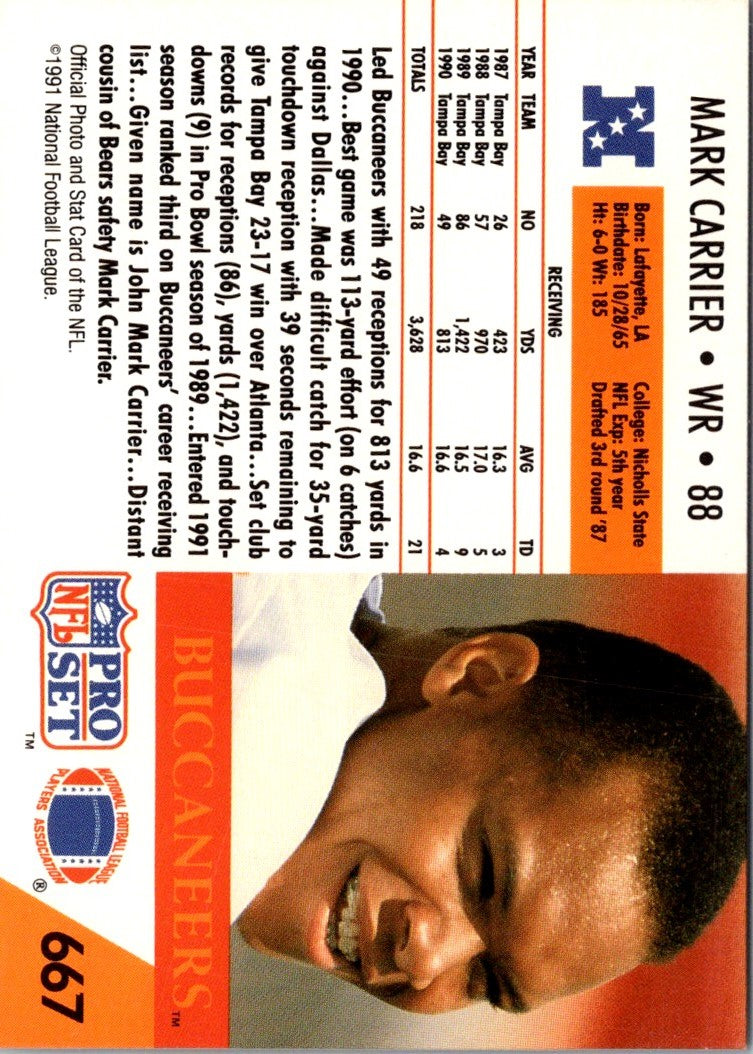 MARK CARRIER • WR • 88
N
Born: Lafayette, LA College: Nicholls State
Birthdate: 10/28/65 NFL Exp: 5th year
Ht: 6-0 Wt: 185 Drafted 3rd round '87
RECEIVING
YEAR TEAM NO YDS AVG TD
1987 Tampa Bay 26 423 16.3 3
1988 Tampa Bay 57 970 17.0 5
1989 Tampa Bay 86 1,422 16.5 9
1990 Tampa Bay 49 813 16.6 4
TOTALS 218 3,628 16.6 21
Led Buccaneers with 49 receptions for 813 yards in
1990...Best game was 113-yard effort (on 6 catches)
against Dallas...Made difficult catch for 35-yard
touchdown reception with 39 seconds remaining to
give Tampa Bay 23-17 win over Atlanta...Set club
records for receptions (86), yards (1,422), and touch-
downs (9) in Pro Bowl season of 1989...Entered 1991
season ranked third on Buccaneers' career receiving
list...Given name is John Mark Carrier...Distant
cousin of Bears safety Mark Carrier.
Official Photo and Stat Card of the NFL.
©1991 National Football League.
BUCCANEERS™
PRO
NFL SET™
NATIONAL FOOTBALL LEAGUE
PLAYERS ASSOCIATION®
667